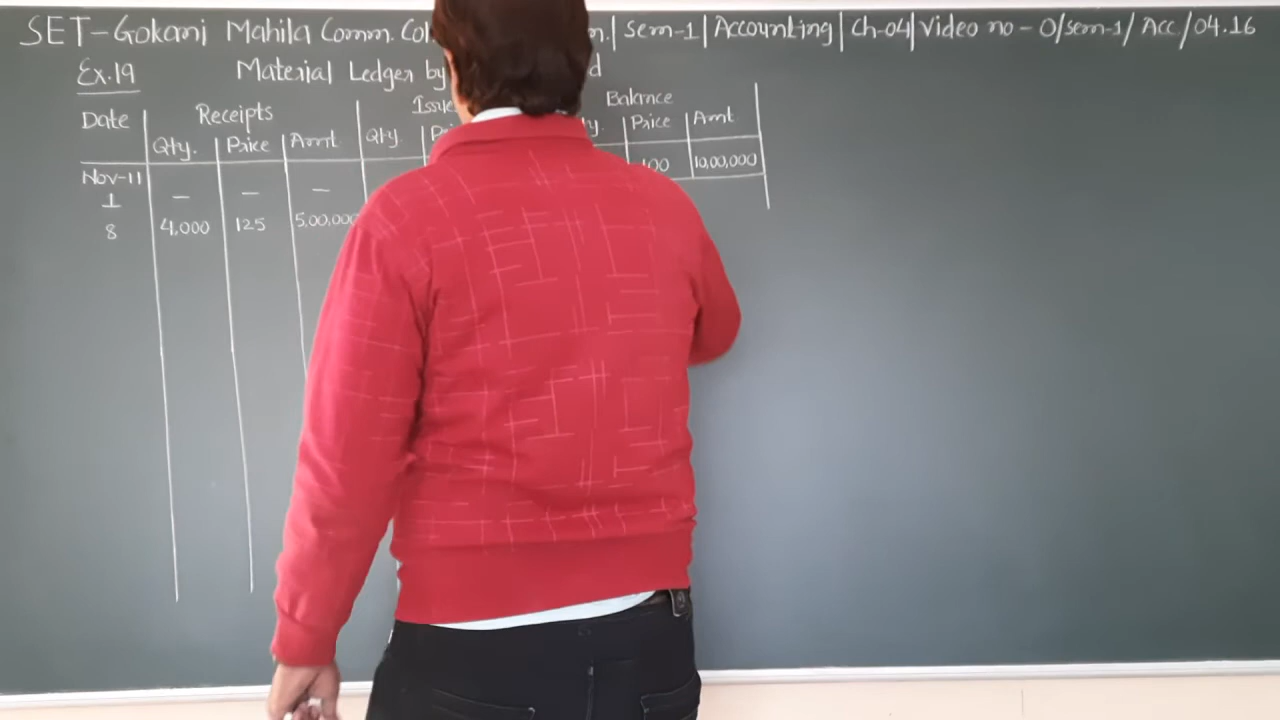 SET-Gokani Mahila Comm. Col | Sem-1 | Accounting | Ch-04 | Video no - 0/sem-1/ Acc/04.16
Ex.19 Material Ledger by
Date Receipts Balance
Qty. Price Amt Qty. Price Amt
Nov-11 100 10,00,000
1 — — —
8 4,000 125 5,00,000